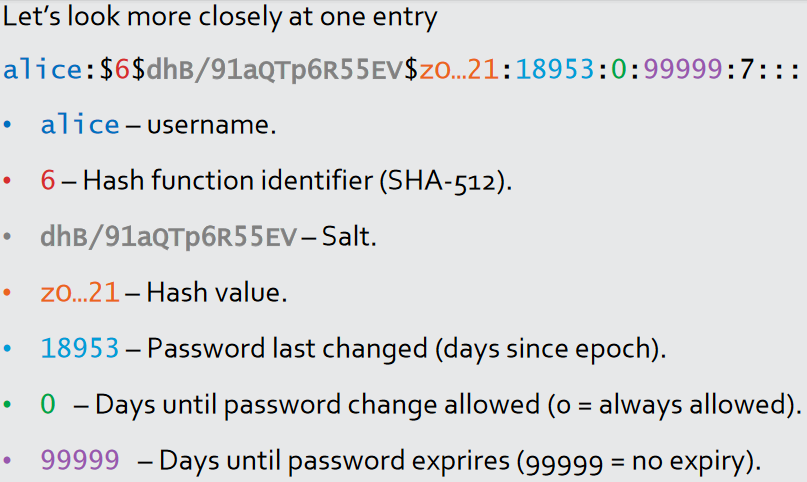 Let's look more closely at one entry
alice:$6$dhB/91aQTp6R55EV$zO...21:18953:0:99999:7:::
• alice – username.
• 6 – Hash function identifier (SHA-512).
• dhB/91aQTp6R55EV – Salt.
• zO...21 – Hash value.
• 18953 – Password last changed (days since epoch).
• 0 – Days until password change allowed (0 = always allowed).
• 99999 – Days until password exprires (99999 = no expiry).